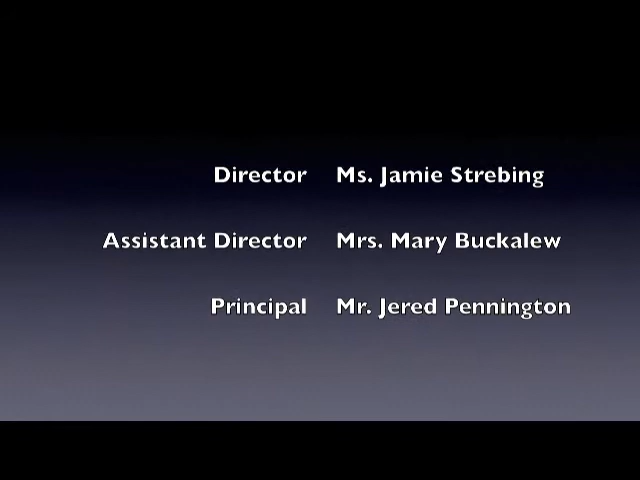 Director Ms. Jamie Strebing
Assistant Director Mrs. Mary Buckalew
Principal Mr. Jered Pennington